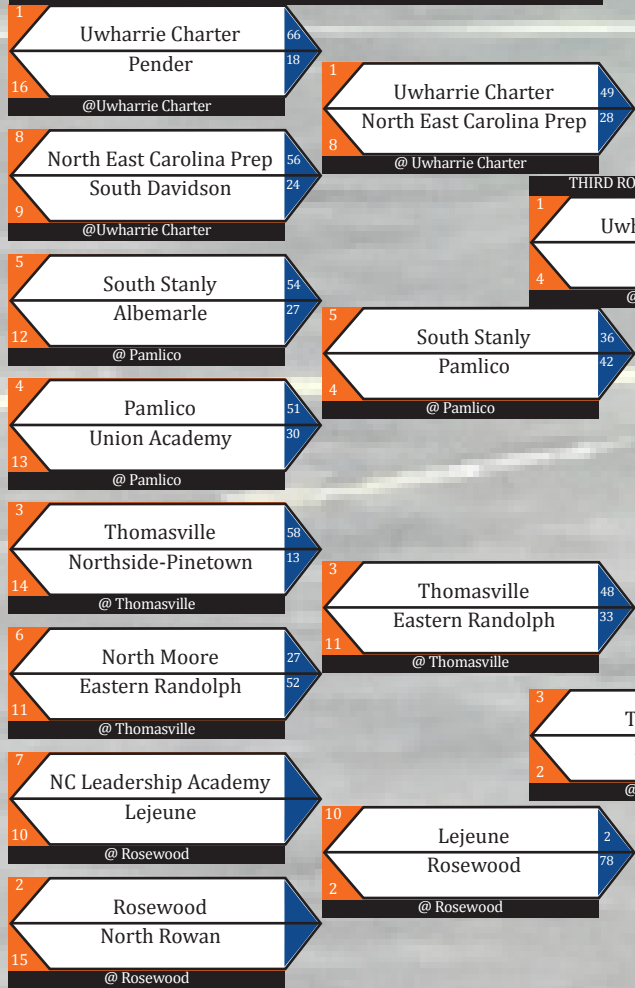 1
Uwharrie Charter 66
Pender 18
16
@Uwharrie Charter
8
North East Carolina Prep 56
South Davidson 24
9
@Uwharrie Charter
5
South Stanly 54
Albemarle 27
12
@ Pamlico
4
Pamlico 51
Union Academy 30
13
@ Pamlico
3
Thomasville 58
Northside-Pinetown 13
14
@ Thomasville
6
North Moore 27
Eastern Randolph 52
11
@ Thomasville
7
NC Leadership Academy
Lejeune
10
@ Rosewood
2
Rosewood
North Rowan
15
@ Rosewood
1
Uwharrie Charter 49
North East Carolina Prep 28
8
@ Uwharrie Charter
5
South Stanly 36
Pamlico 42
4
@ Pamlico
3
Thomasville 48
Eastern Randolph 33
11
@ Thomasville
10
Lejeune 2
Rosewood 78
2
@ Rosewood
THIRD RO
1
Uwh
4
@
3
T
2
@